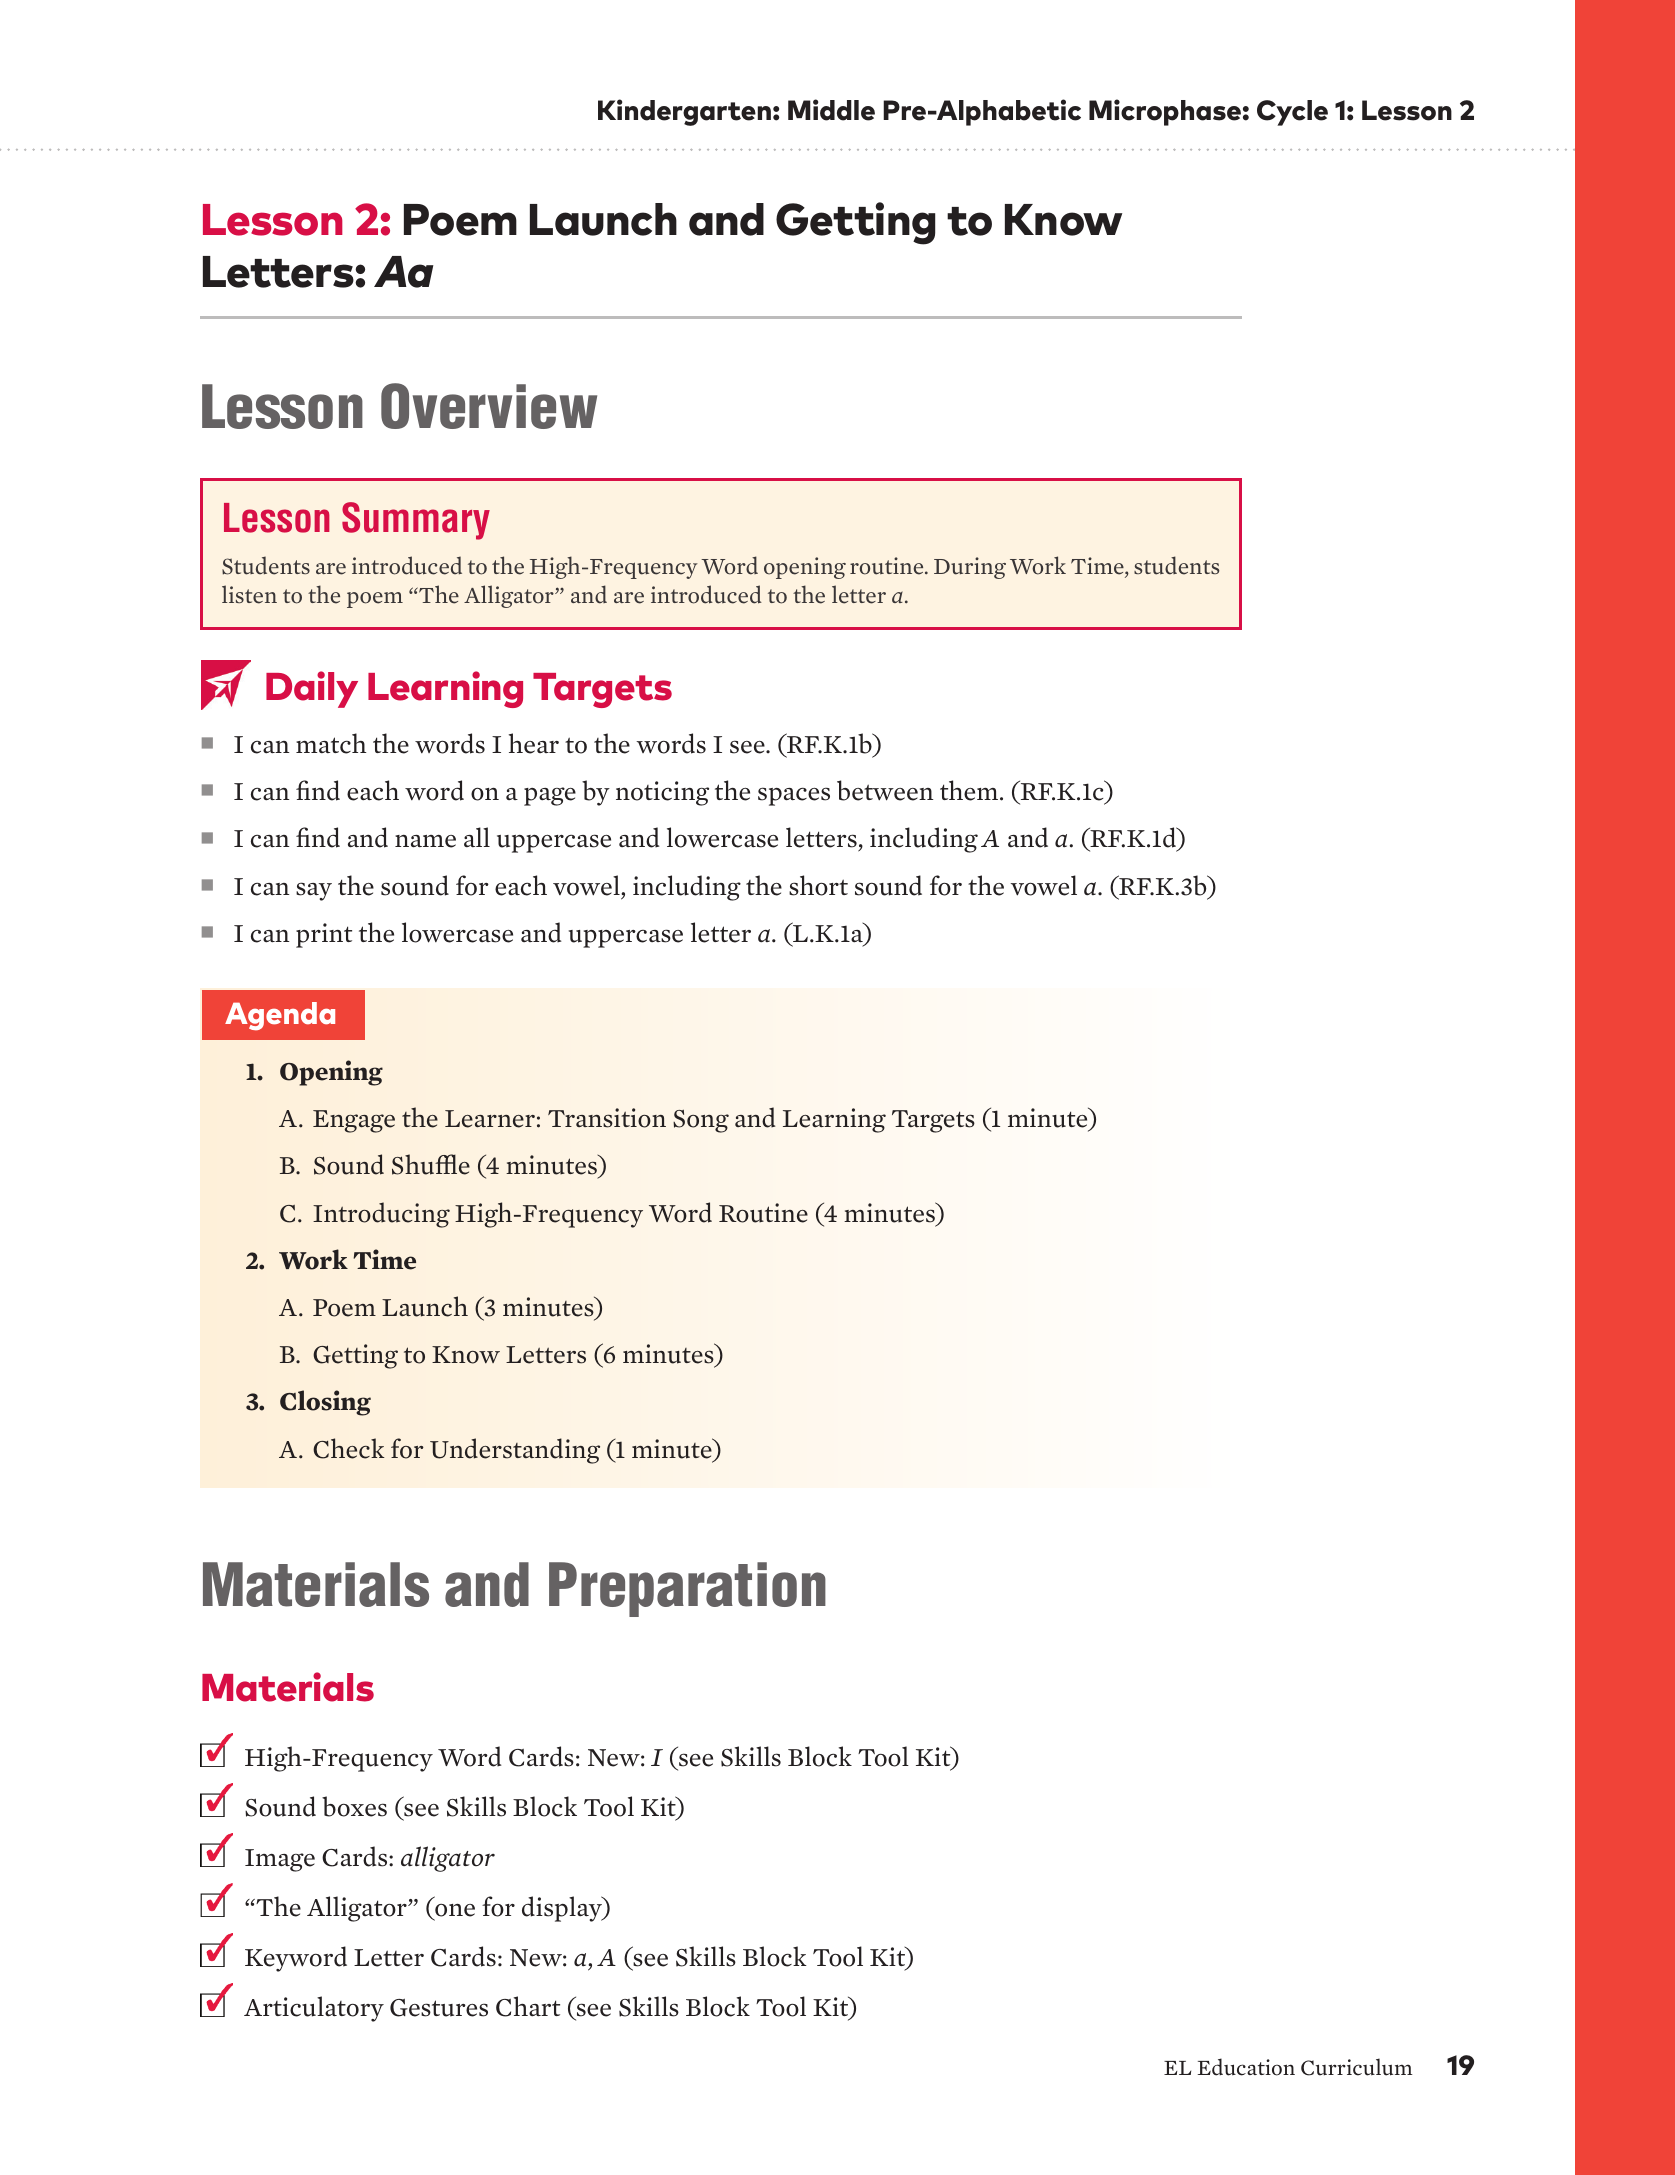 Kindergarten: Middle Pre-Alphabetic Microphase: Cycle 1: Lesson 2
Lesson 2: Poem Launch and Getting to Know
Letters: Aa
Lesson Overview
Lesson Summary
Students are introduced to the High-Frequency Word opening routine. During Work Time, students
listen to the poem “The Alligator” and are introduced to the letter a.
Daily Learning Targets
■ I can match the words I hear to the words I see. (RF.K.1b)
■ I can find each word on a page by noticing the spaces between them. (RF.K.1c)
■ I can find and name all uppercase and lowercase letters, including A and a. (RF.K.1d)
■ I can say the sound for each vowel, including the short sound for the vowel a. (RF.K.3b)
■ I can print the lowercase and uppercase letter a. (L.K.1a)
Agenda
1. Opening
A. Engage the Learner: Transition Song and Learning Targets (1 minute)
B. Sound Shuffle (4 minutes)
C. Introducing High-Frequency Word Routine (4 minutes)
2. Work Time
A. Poem Launch (3 minutes)
B. Getting to Know Letters (6 minutes)
3. Closing
A. Check for Understanding (1 minute)
Materials and Preparation
Materials
High-Frequency Word Cards: New: I (see Skills Block Tool Kit)
Sound boxes (see Skills Block Tool Kit)
Image Cards: alligator
“The Alligator” (one for display)
Keyword Letter Cards: New: a, A (see Skills Block Tool Kit)
Articulatory Gestures Chart (see Skills Block Tool Kit)
EL Education Curriculum 19